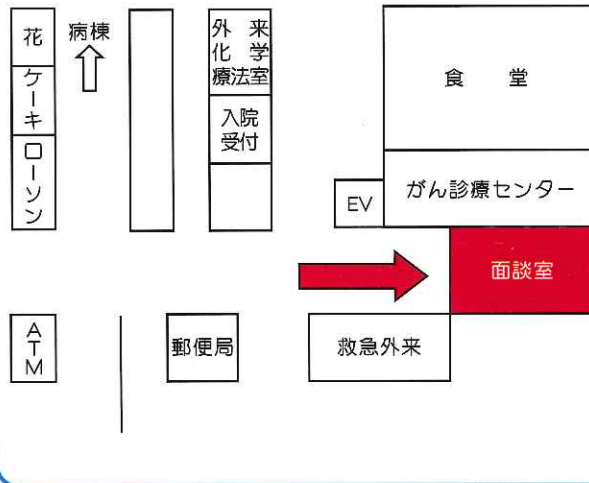 花
病棟
ケーキ
ローソン
外来
化学
療法室
入院
受付
食堂
EV
がん診療センター
面談室
ATM
郵便局
救急外来